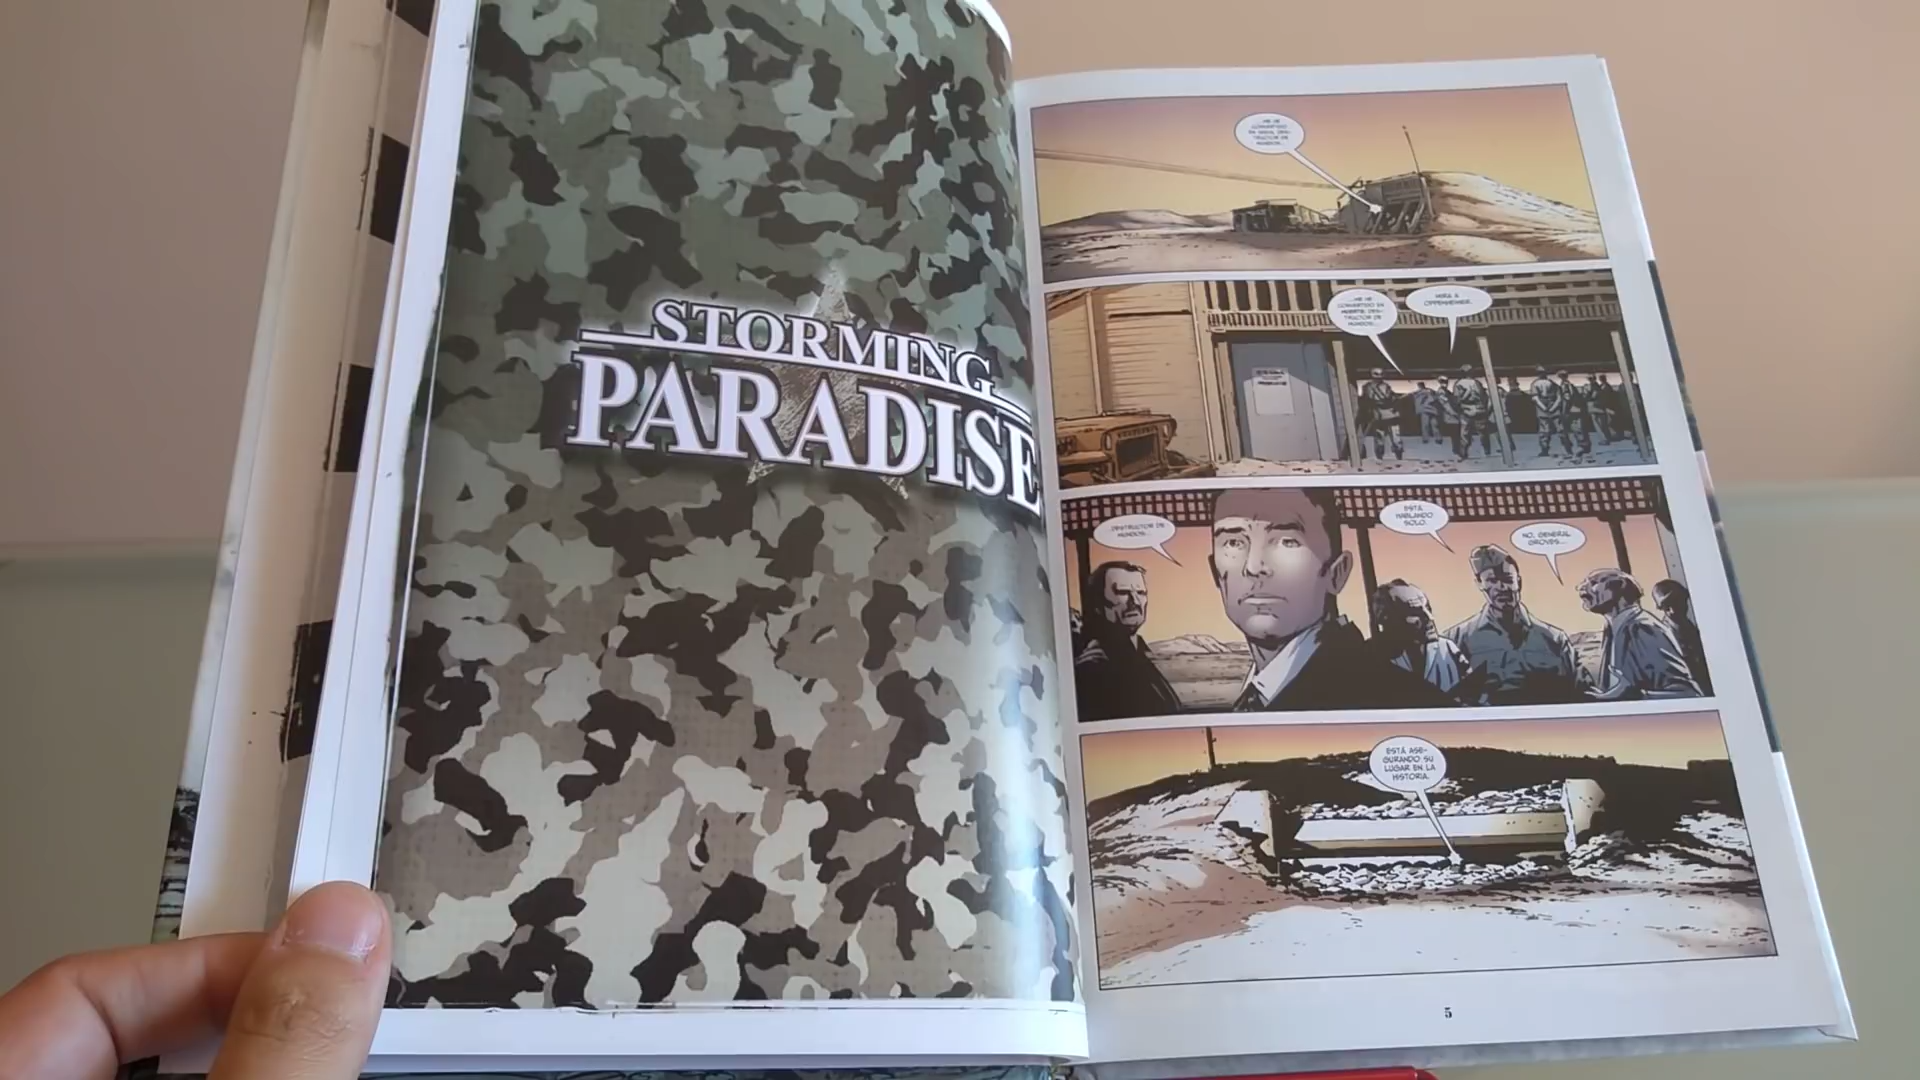 STORMING
PARADISE
...ME HE
CONVERTIDO EN
MUERTE, DES-
TRUCTOR DE
MUNDOS...
MIRA A
OPPENHEIMER.
...DESTRUCTOR DE
MUNDOS...
ESTÁ
HABLANDO
SOLO.
NO, GENERAL
GROVES...
ESTÁ ASE-
GURANDO SU
LUGAR EN LA
HISTORIA.
5